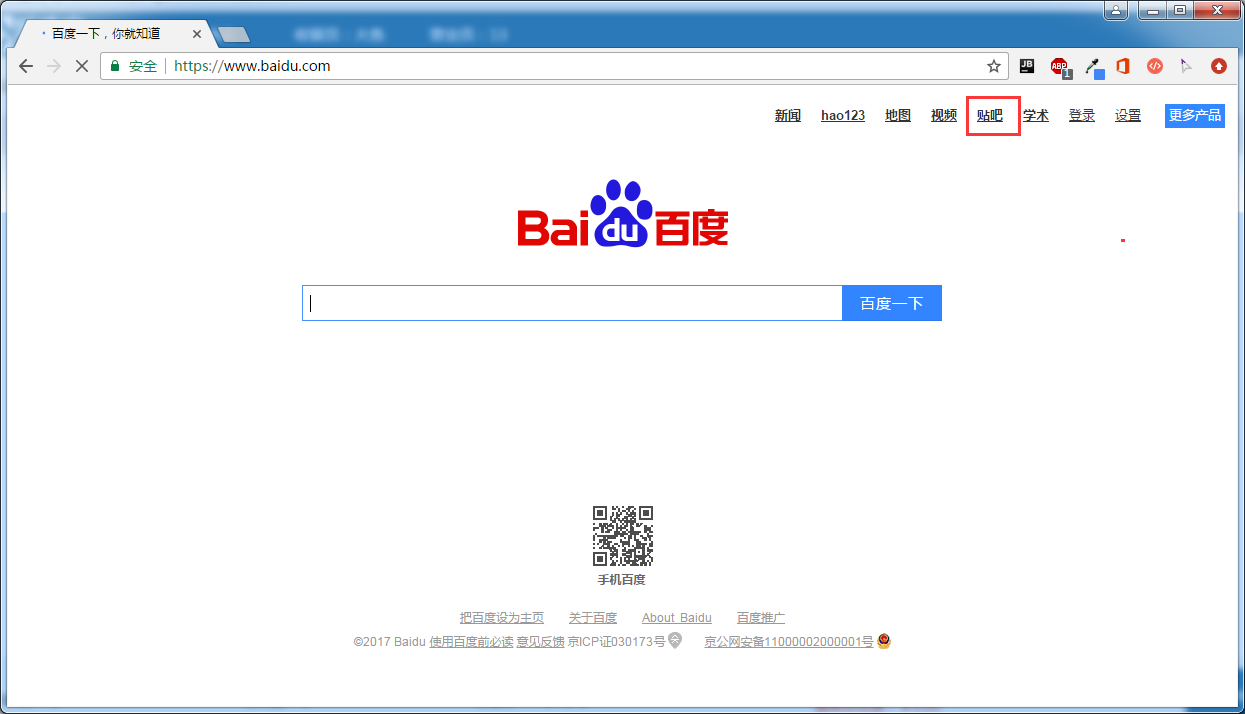 百度一下，你就知道
安全 https://www.baidu.com JB ABP 1
新闻 hao123 地图 视频 贴吧 学术 登录 设置 更多产品
Bai du 百度
百度一下
手机百度
把百度设为主页 关于百度 About Baidu 百度推广
©2017 Baidu 使用百度前必读 意见反馈 京ICP证030173号 京公网安备11000002000001号